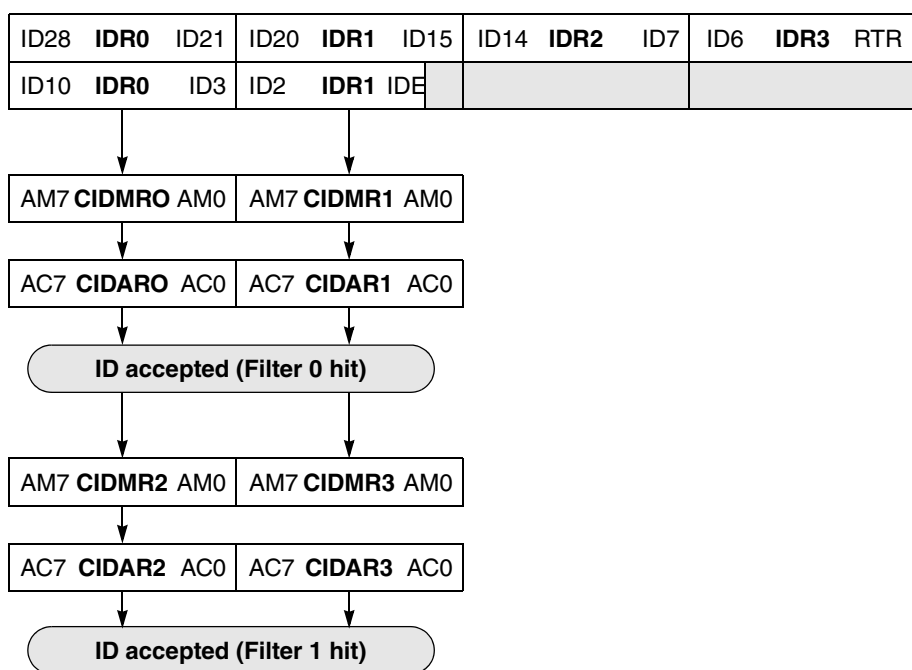 ID28 IDR0 ID21 ID20 IDR1 ID15 ID14 IDR2 ID7 ID6 IDR3 RTR
ID10 IDR0 ID3 ID2 IDR1 IDE
AM7 CIDMRO AM0 AM7 CIDMR1 AM0
AC7 CIDARO AC0 AC7 CIDAR1 AC0
ID accepted (Filter 0 hit)
AM7 CIDMR2 AM0 AM7 CIDMR3 AM0
AC7 CIDAR2 AC0 AC7 CIDAR3 AC0
ID accepted (Filter 1 hit)